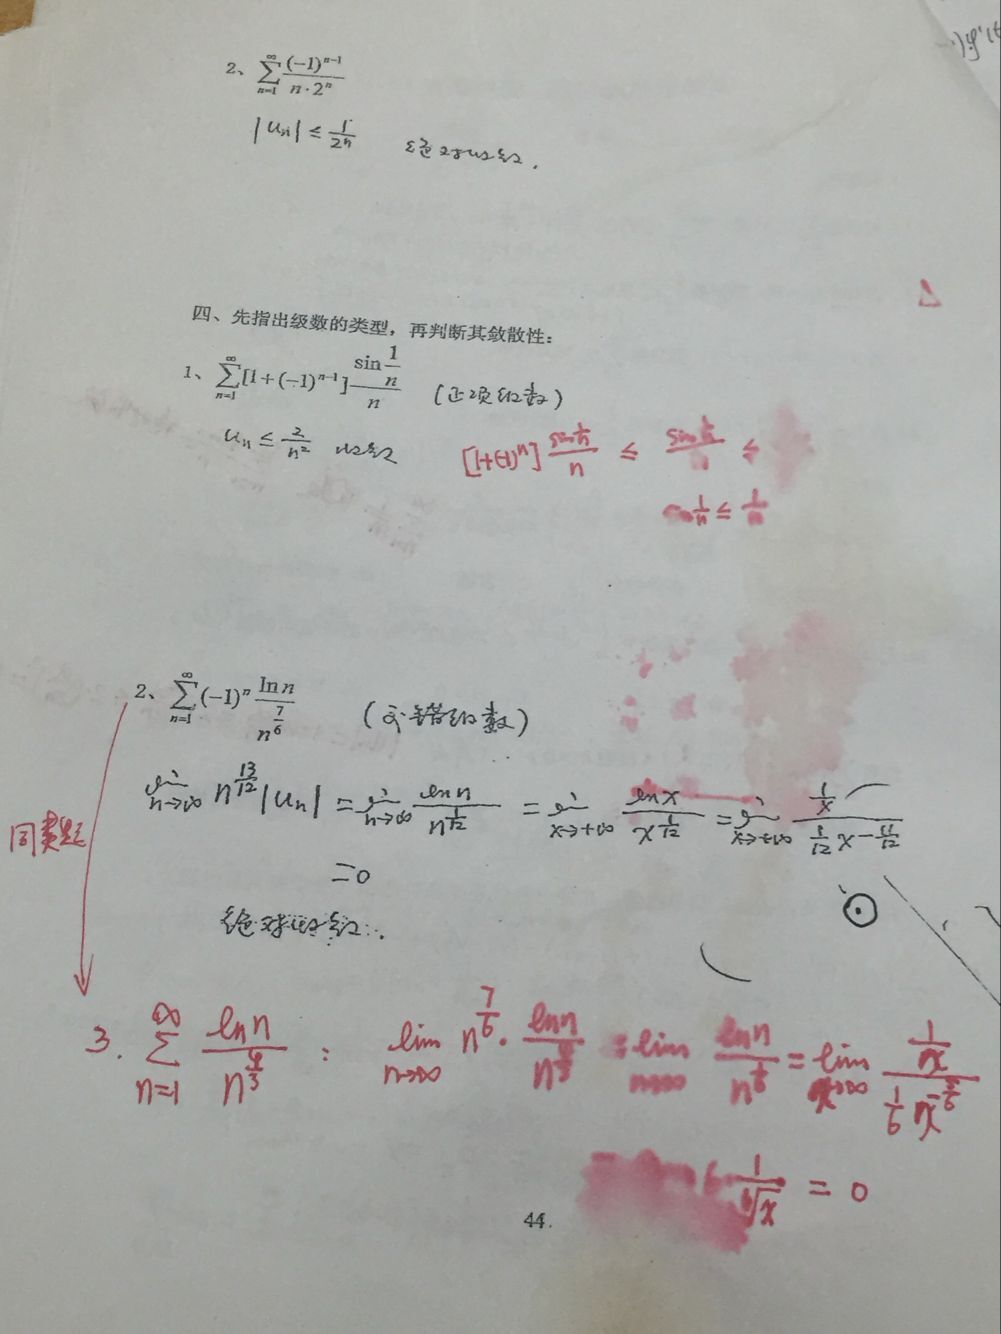 2、$\sum_{n=1}^{\infty}\frac{(-1)^{n-1}}{n\cdot 2^n}$
$|u_n| \le \frac{1}{2^n}$ 绝对收敛.
四、先指出级数的类型，再判断其敛散性：
1、$\sum_{n=1}^{\infty}[1+(-1)^{n-1}]\frac{\sin\frac{1}{n}}{n}$ (正项级数)
$u_n \le \frac{2}{n^2}$ 收敛
$[1+(-1)^n]\frac{\sin\frac{1}{n}}{n} \le \frac{\sin\frac{1}{n}}{} \le$
$\sin\frac{1}{n} \le \frac{1}{n}$
2、$\sum_{n=1}^{\infty}(-1)^n\frac{\ln n}{n^{\frac{7}{6}}}$ (交错级数)
$\lim_{n\to\infty} n^{\frac{13}{12}}|u_n| = \lim_{n\to\infty}\frac{\ln n}{n^{\frac{1}{12}}} = \lim_{x\to+\infty}\frac{\ln x}{x^{\frac{1}{12}}} = \lim_{x\to+\infty}\frac{\frac{1}{x}}{\frac{1}{12}x^{-\frac{11}{12}}}$
同类题
$=0$
绝对收敛.
3. $\sum_{n=1}^{\infty}\frac{\ln n}{n^{\frac{4}{3}}}$ : $\lim_{n\to\infty} n^{\frac{7}{6}}\cdot\frac{\ln n}{n^{\frac{4}{3}}} = \lim_{n\to\infty}\frac{\ln n}{n^{\frac{1}{6}}} = \lim_{x\to\infty}\frac{\frac{1}{x}}{\frac{1}{6}x^{-\frac{5}{6}}}$
$6\frac{1}{\sqrt[6]{x}} = 0$
44.